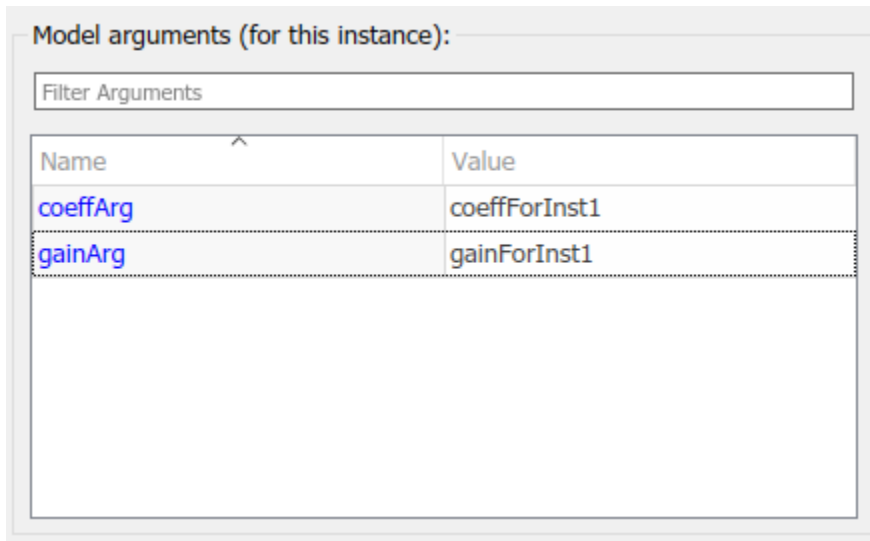 Model arguments (for this instance):
Filter Arguments
Name Value
coeffArg coeffForInst1
gainArg gainForInst1